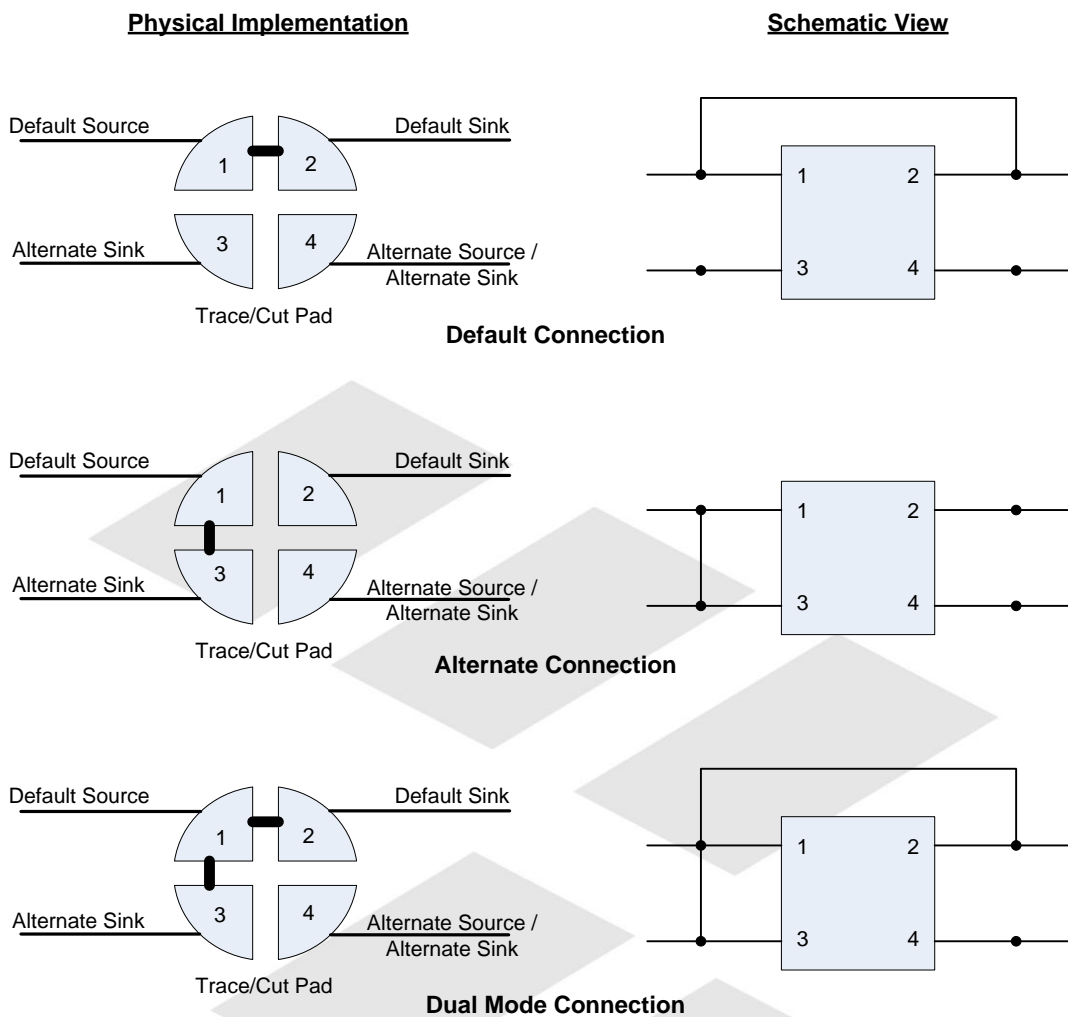 Physical Implementation
Schematic View
Default Source
1
2
Default Sink
Alternate Sink
3
4
Alternate Source /
Alternate Sink
Trace/Cut Pad
1
2
3
4
Default Connection
Default Source
1
2
Default Sink
Alternate Sink
3
4
Alternate Source /
Alternate Sink
Trace/Cut Pad
1
2
3
4
Alternate Connection
Default Source
1
2
Default Sink
Alternate Sink
3
4
Alternate Source /
Alternate Sink
Trace/Cut Pad
1
2
3
4
Dual Mode Connection